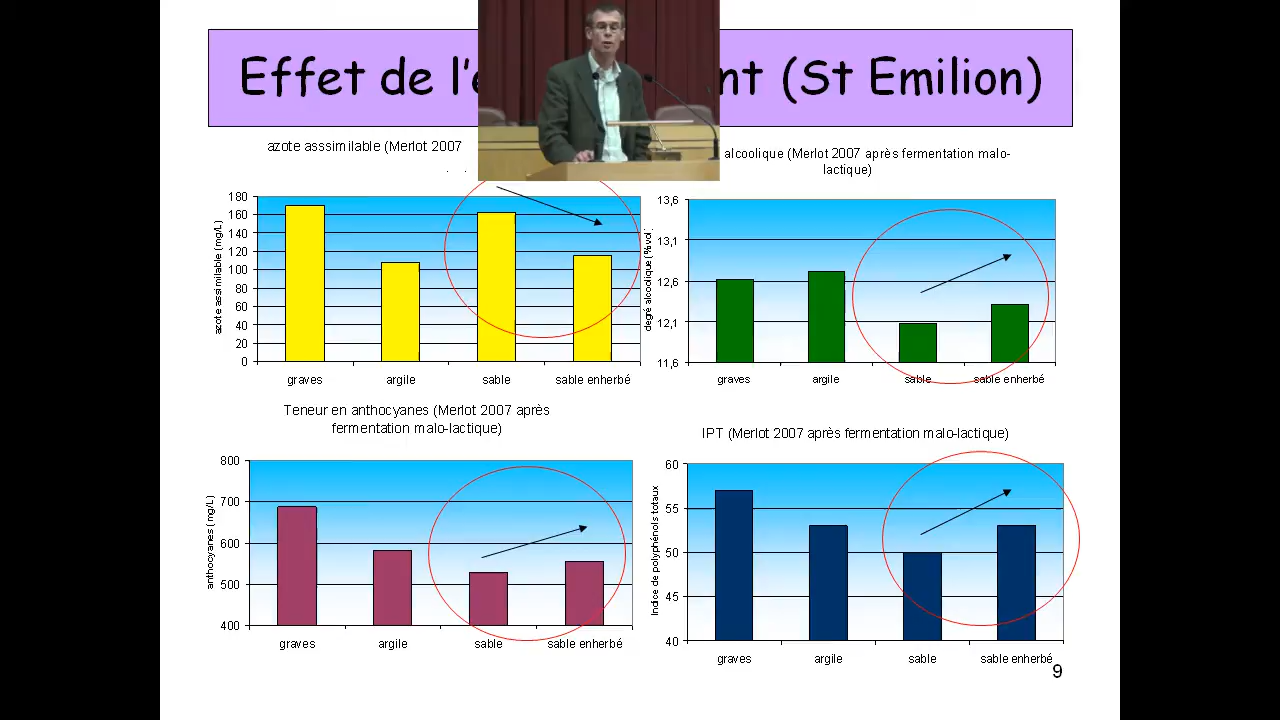 Effet de l'e nt (St Emilion)
azote asssimilable (Merlot 2007
alcoolique (Merlot 2007 après fermentation malo-
lactique)
azote assimilable (mg/L)
180
160
140
120
100
80
60
40
20
0
graves argile sable sable enherbé
degré alcoolique (%vol.
13,6
13,1
12,6
12,1
11,6
graves argile sable sable enherbé
Teneur en anthocyanes (Merlot 2007 après
fermentation malo-lactique)
anthocyanes (mg/L)
800
700
600
500
400
graves argile sable sable enherbé
IPT (Merlot 2007 après fermentation malo-lactique)
Indice de polyphénols totaux
60
55
50
45
40
graves argile sable sable enherbé
9